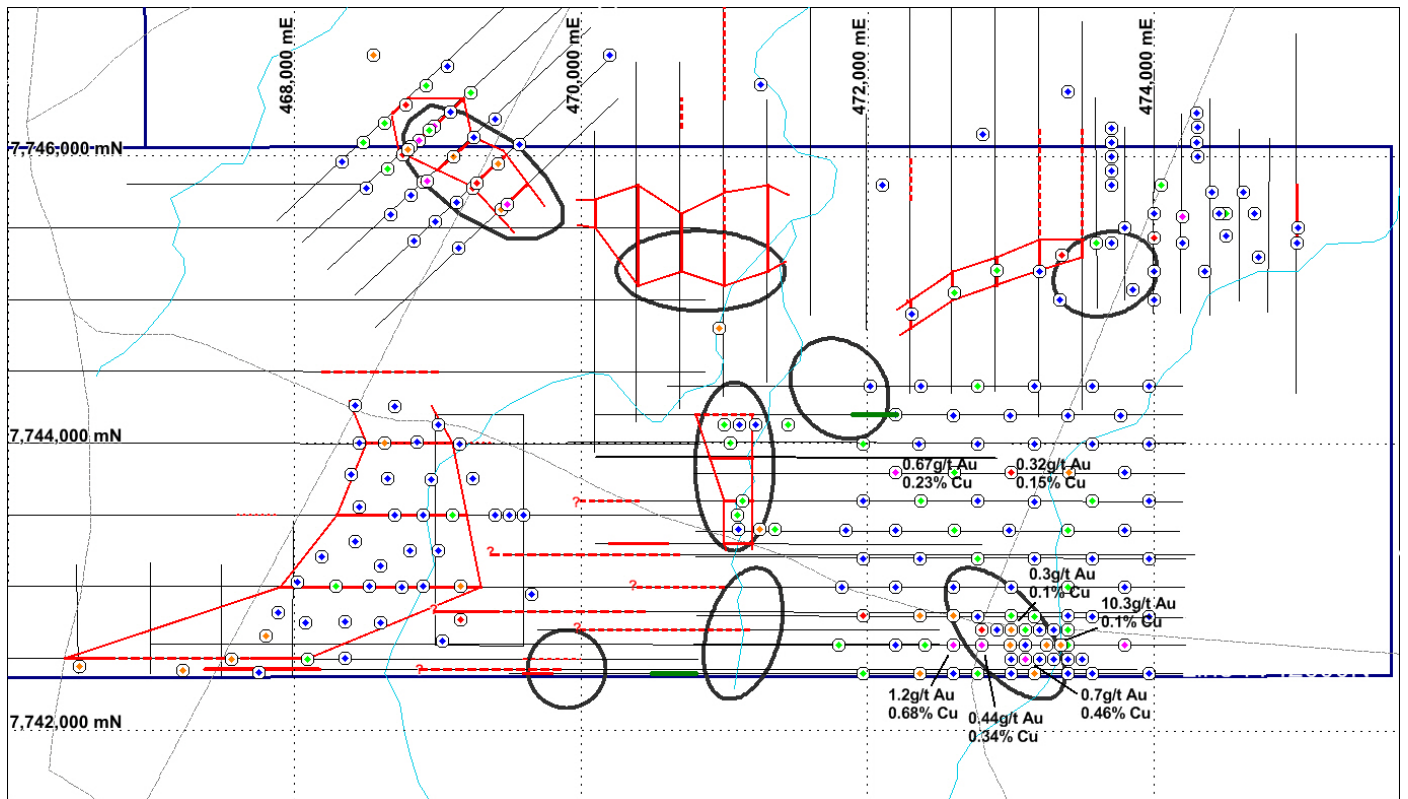 468,000 mE
470,000 mE
472,000 mE
474,000 mE
7,746,000 mN
7,744,000 mN
0.67g/t Au
0.23% Cu
0.32g/t Au
0.15% Cu
?
?
?
0.3g/t Au
0.1% Cu
10.3g/t Au
0.1% Cu
?
?
?
1.2g/t Au
0.68% Cu
0.44g/t Au
0.34% Cu
0.7g/t Au
0.46% Cu
7,742,000 mN